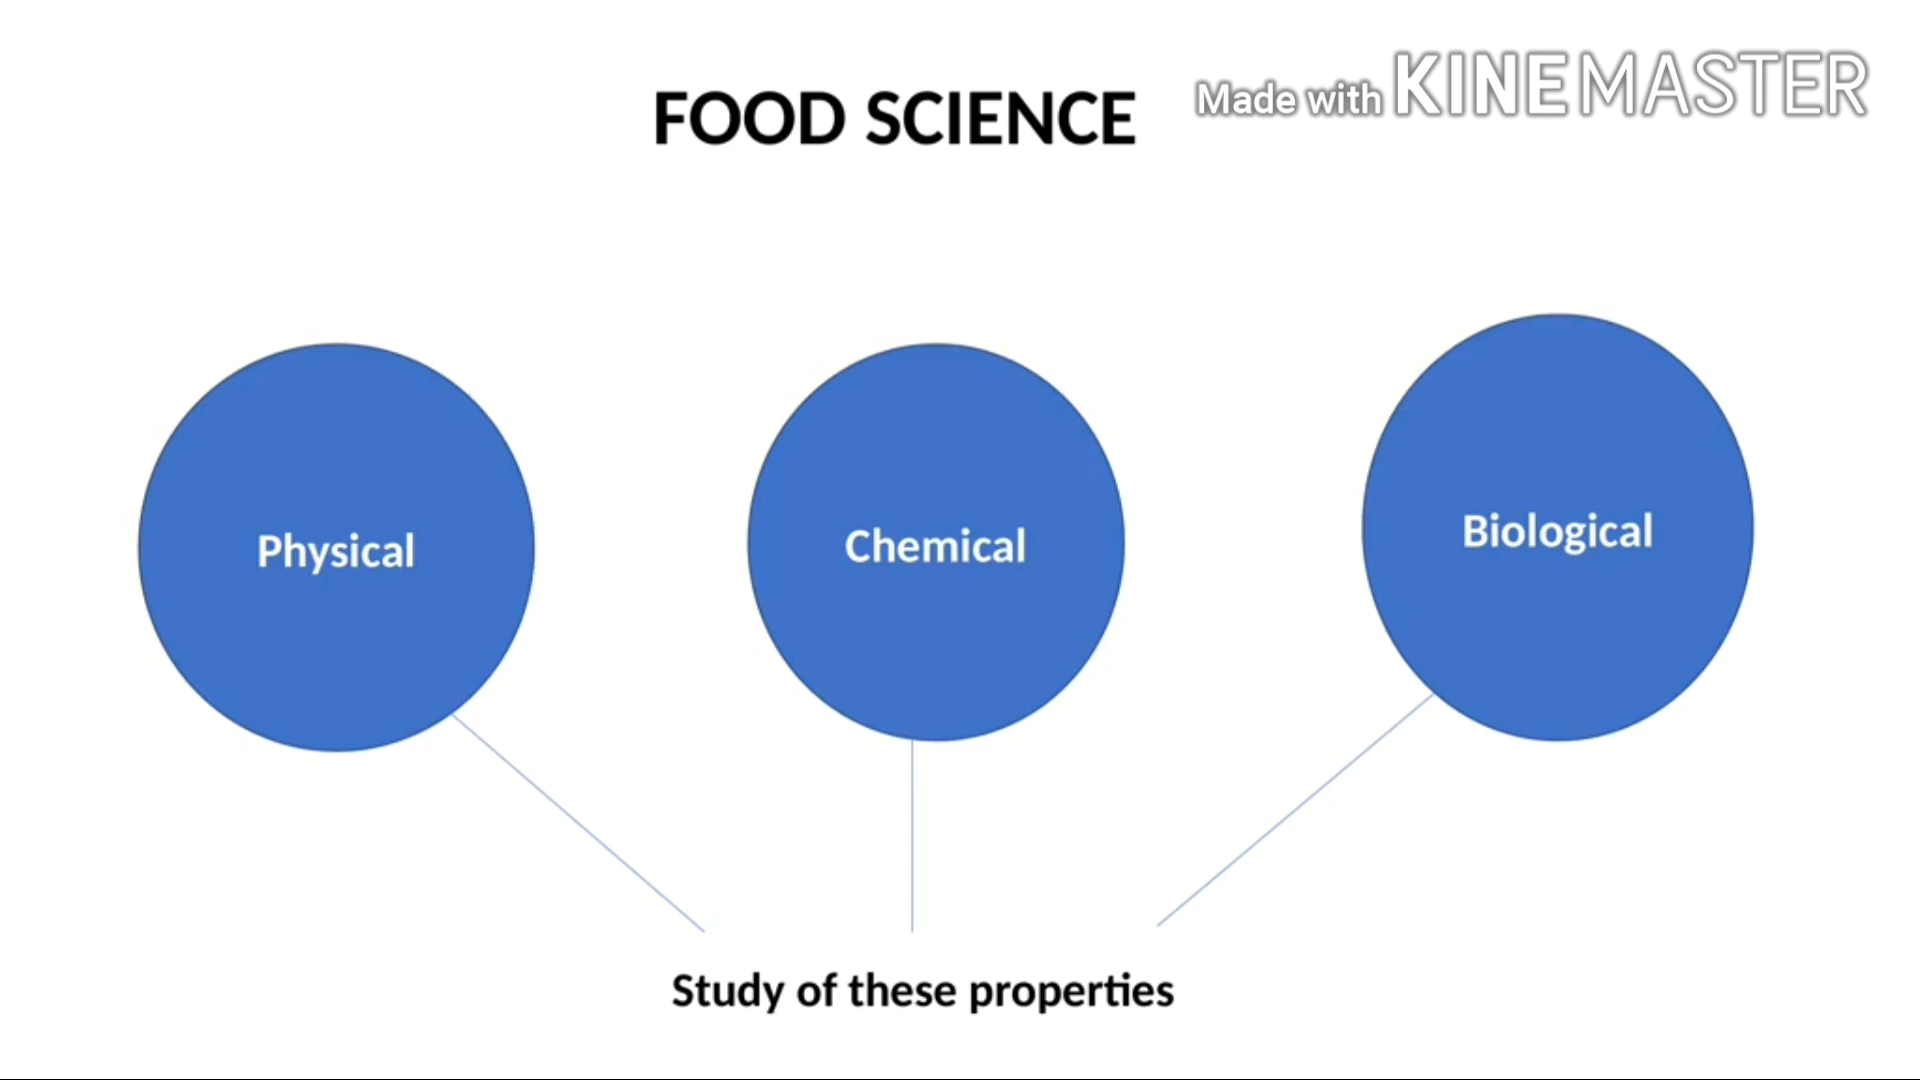 FOOD SCIENCE
Made with KINEMASTER
Physical
Chemical
Biological
Study of these properties